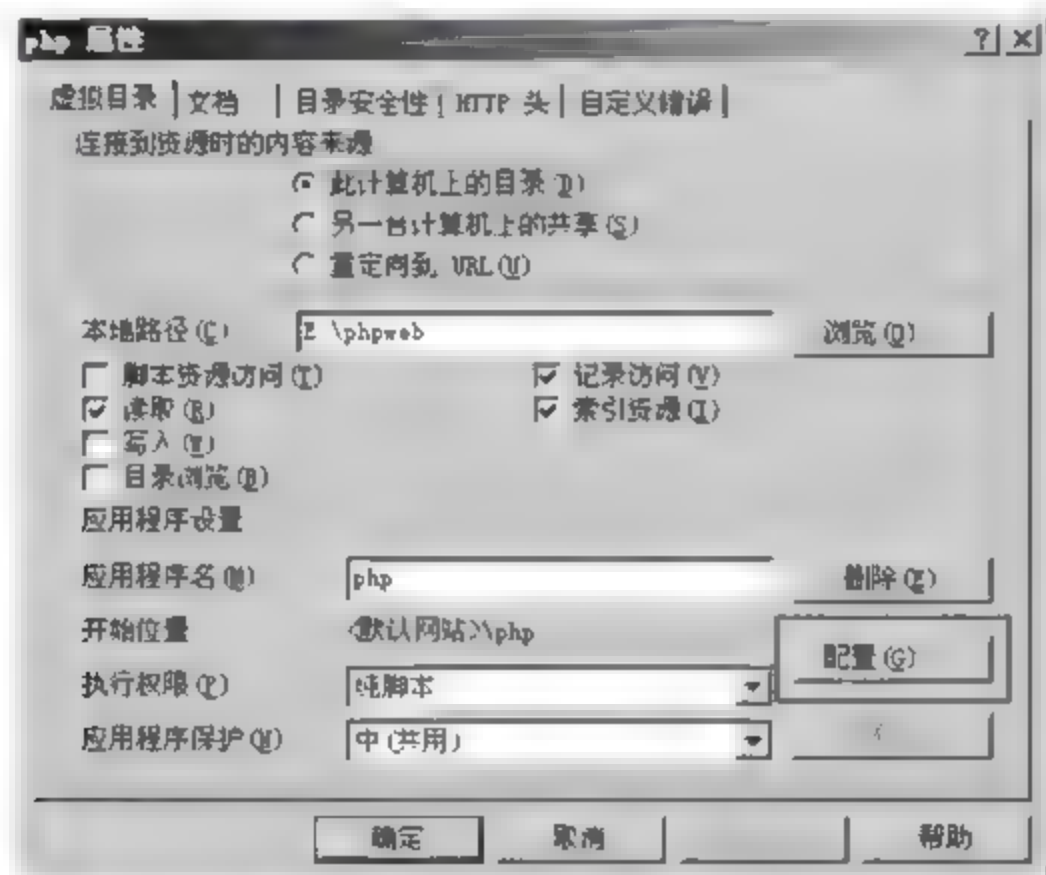 php 属性
虚拟目录 文档 目录安全性 HTTP 头 自定义错误
连接到资源时的内容来源
此计算机上的目录(D)
另一台计算机上的共享(S)
重定向到 URL(U)
本地路径(C) E \phpweb 浏览(O)
脚本资源访问(T) 记录访问(V)
读取(R) 索引资源(I)
写入(W)
目录浏览(B)
应用程序设置
应用程序名(M) php 删除(E)
开始位置 <默认网站>\php
配置(G)
执行权限(P) 纯脚本
应用程序保护(N) 中(共用)
确定 取消 帮助